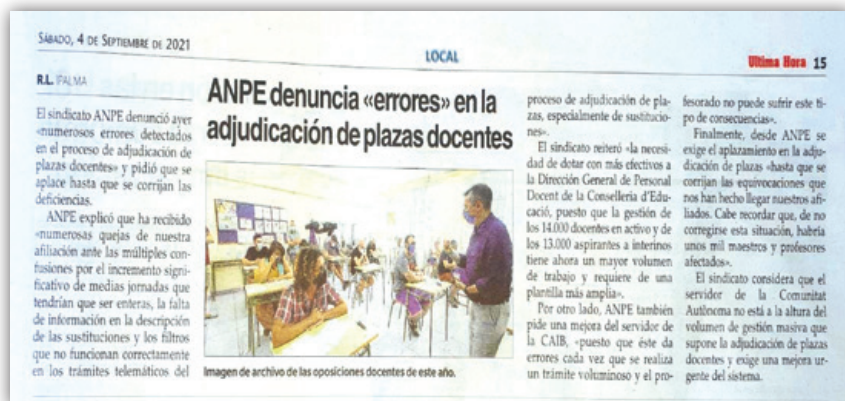 SÁBADO, 4 DE SEPTIEMBRE DE 2021
LOCAL
Ultima Hora 15
R.L. |PALMA
ANPE denuncia «errores» en la
adjudicación de plazas docentes
El sindicato ANPE denunció ayer
«numerosos errores detectados
en el proceso de adjudicación de
plazas docentes» y pidió que se
aplace hasta que se corrijan las
deficiencias.
ANPE explicó que ha recibido
«numerosas quejas de nuestra
afiliación ante las múltiples con-
fusiones por el incremento signi-
ficativo de medias jornadas que
tendrían que ser enteras, la falta
de información en la descripción
de las sustituciones y los filtros
que no funcionan correctamente
en los trámites telemáticos del
Imagen de archivo de las oposiciones docentes de este año.
proceso de adjudicación de pla-
zas, especialmente de sustitucio-
nes».
El sindicato reiteró «la necesi-
dad de dotar con más efectivos a
la Dirección General de Personal
Docent de la Conselleria d'Edu-
cació, puesto que la gestión de
los 14.000 docentes en activo y de
los 13.000 aspirantes a interinos
tiene ahora un mayor volumen
de trabajo y requiere de una
plantilla más amplia».
Por otro lado, ANPE también
pide una mejora del servidor de
la CAIB, «puesto que éste da
errores cada vez que se realiza
un trámite voluminoso y el pro-
fesorado no puede sufrir este ti-
po de consecuencias».
Finalmente, desde ANPE se
exige el aplazamiento en la adju-
dicación de plazas «hasta que se
corrijan las equivocaciones que
nos han hecho llegar nuestros afi-
liados. Cabe recordar que, de no
corregirse esta situación, habría
unos mil maestros y profesores
afectados».
El sindicato considera que el
servidor de la Comunitat
Autònoma no está a la altura del
volumen de gestión masiva que
supone la adjudicación de plazas
docentes y exige una mejora ur-
gente del sistema.